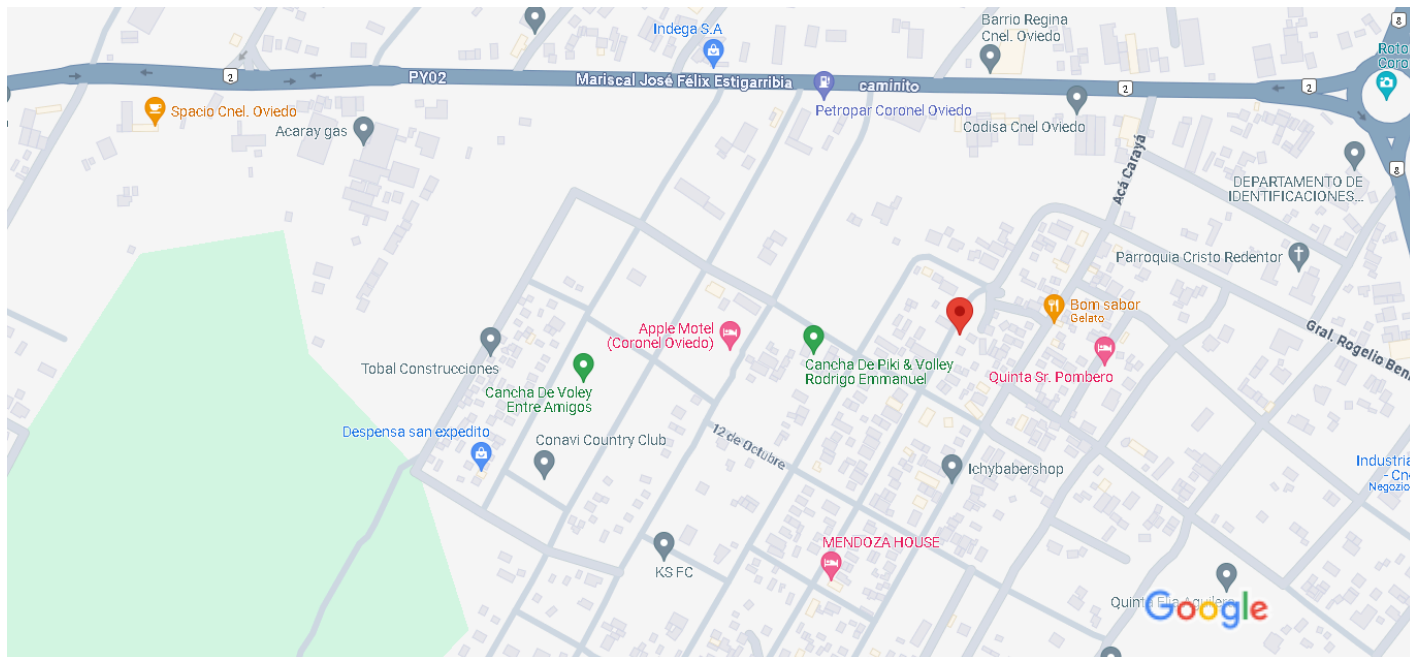 Barrio Regina
Cnel. Oviedo
8
Indega S.A
Roto
Coro
2
PY02
Mariscal José Félix Estigarribia
caminito
2
2
Spacio Cnel. Oviedo
Petropar Coronel Oviedo
Acaray gas
Codisa Cnel Oviedo
Acá Carayá
8
DEPARTAMENTO DE
IDENTIFICACIONES...
Parroquia Cristo Redentor
Bom sabor
Gelato
Apple Motel
(Coronel Oviedo)
Gral. Rogelio Beni
Tobal Construcciones
Cancha De Piki & Volley
Rodrigo Emmanuel
Quinta Sr. Pombero
Cancha De Voley
Entre Amigos
Despensa san expedito
Conavi Country Club
12 de Octubre
Ichybabershop
Industria
- Cn
Negozio
MENDOZA HOUSE
KS FC
Quinta Elia Aguilera
Google